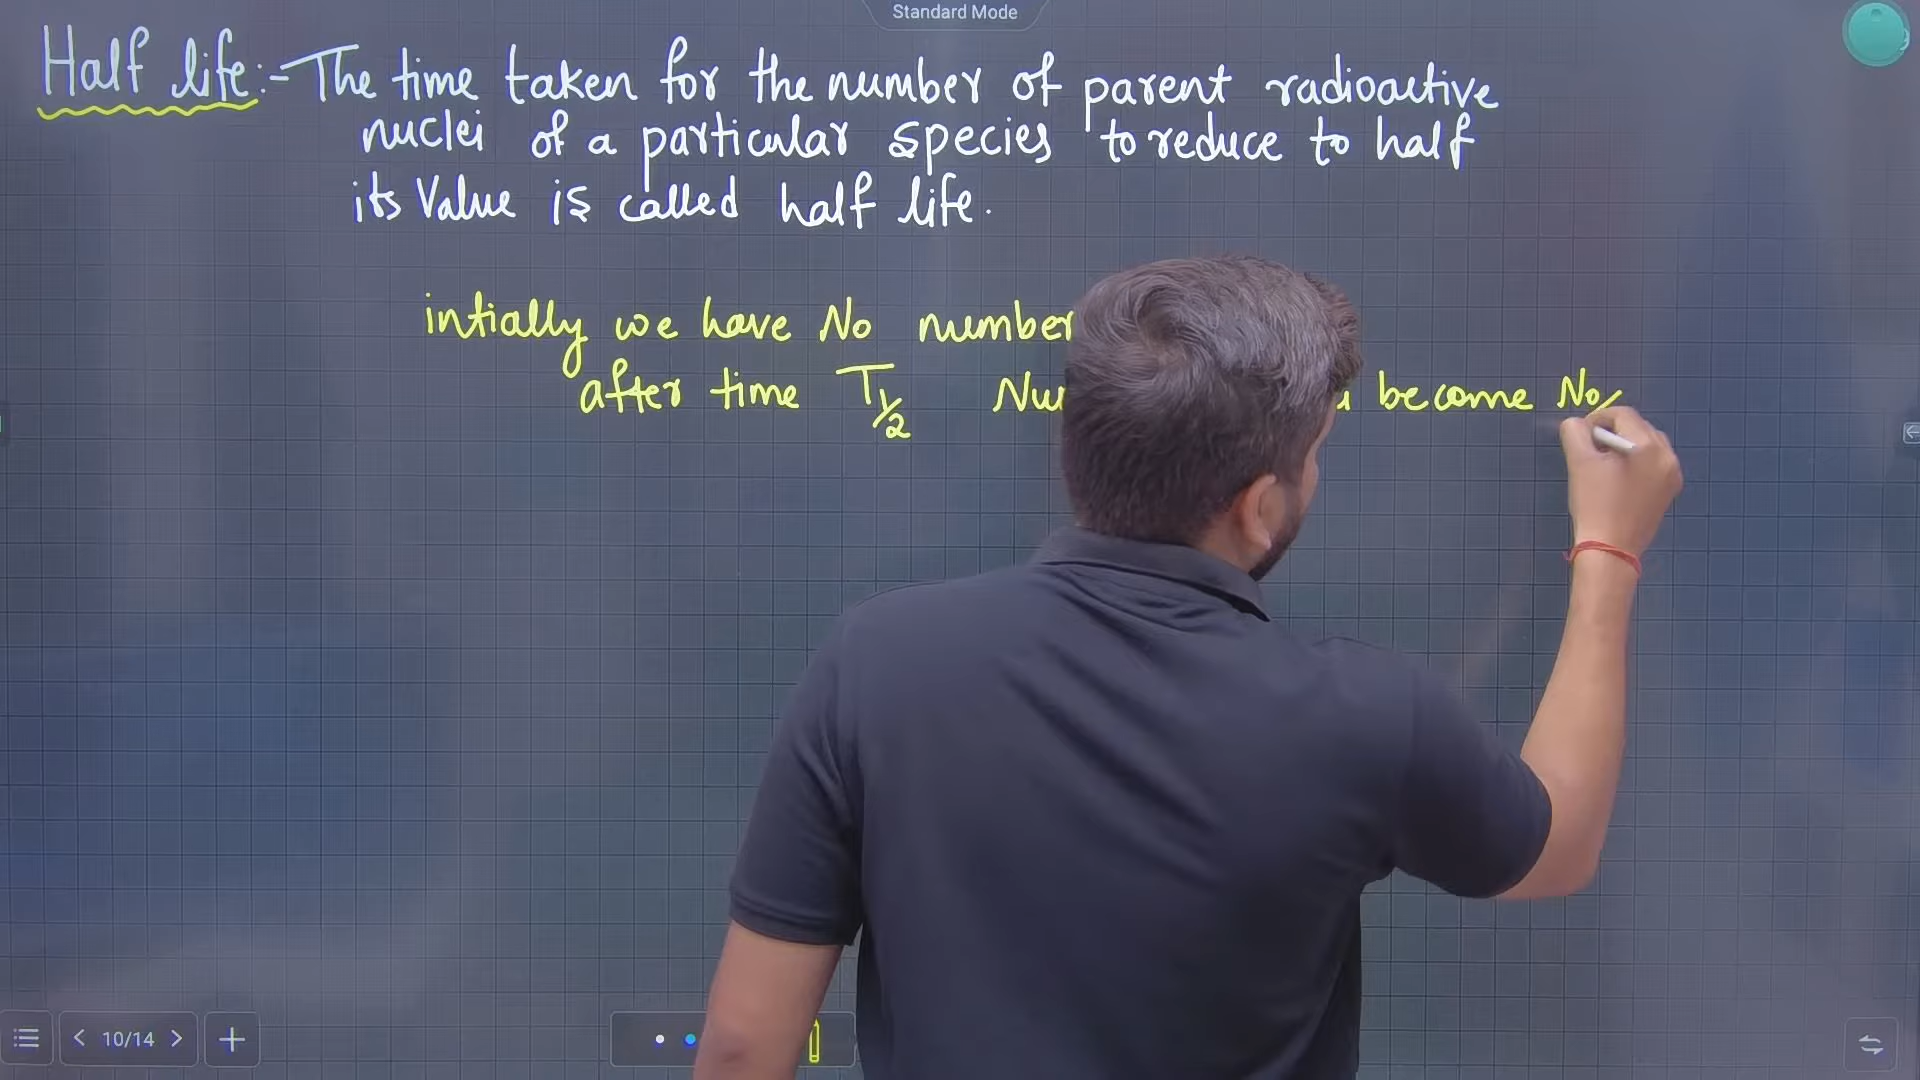 Standard Mode
Half life:- The time taken for the number of parent radioactive
nuclei of a particular species to reduce to half
its Value is called half life.
intially we have No number
after time T1/2 become No/
10/14